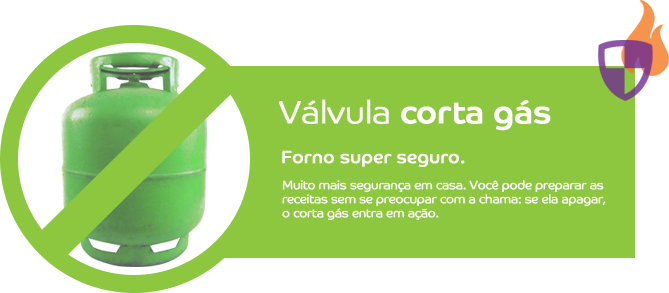 Válvula corta gás
Forno super seguro.
Muito mais segurança em casa. Você pode preparar as
receitas sem se preocupar com a chama: se ela apagar,
o corta gás entra em ação.